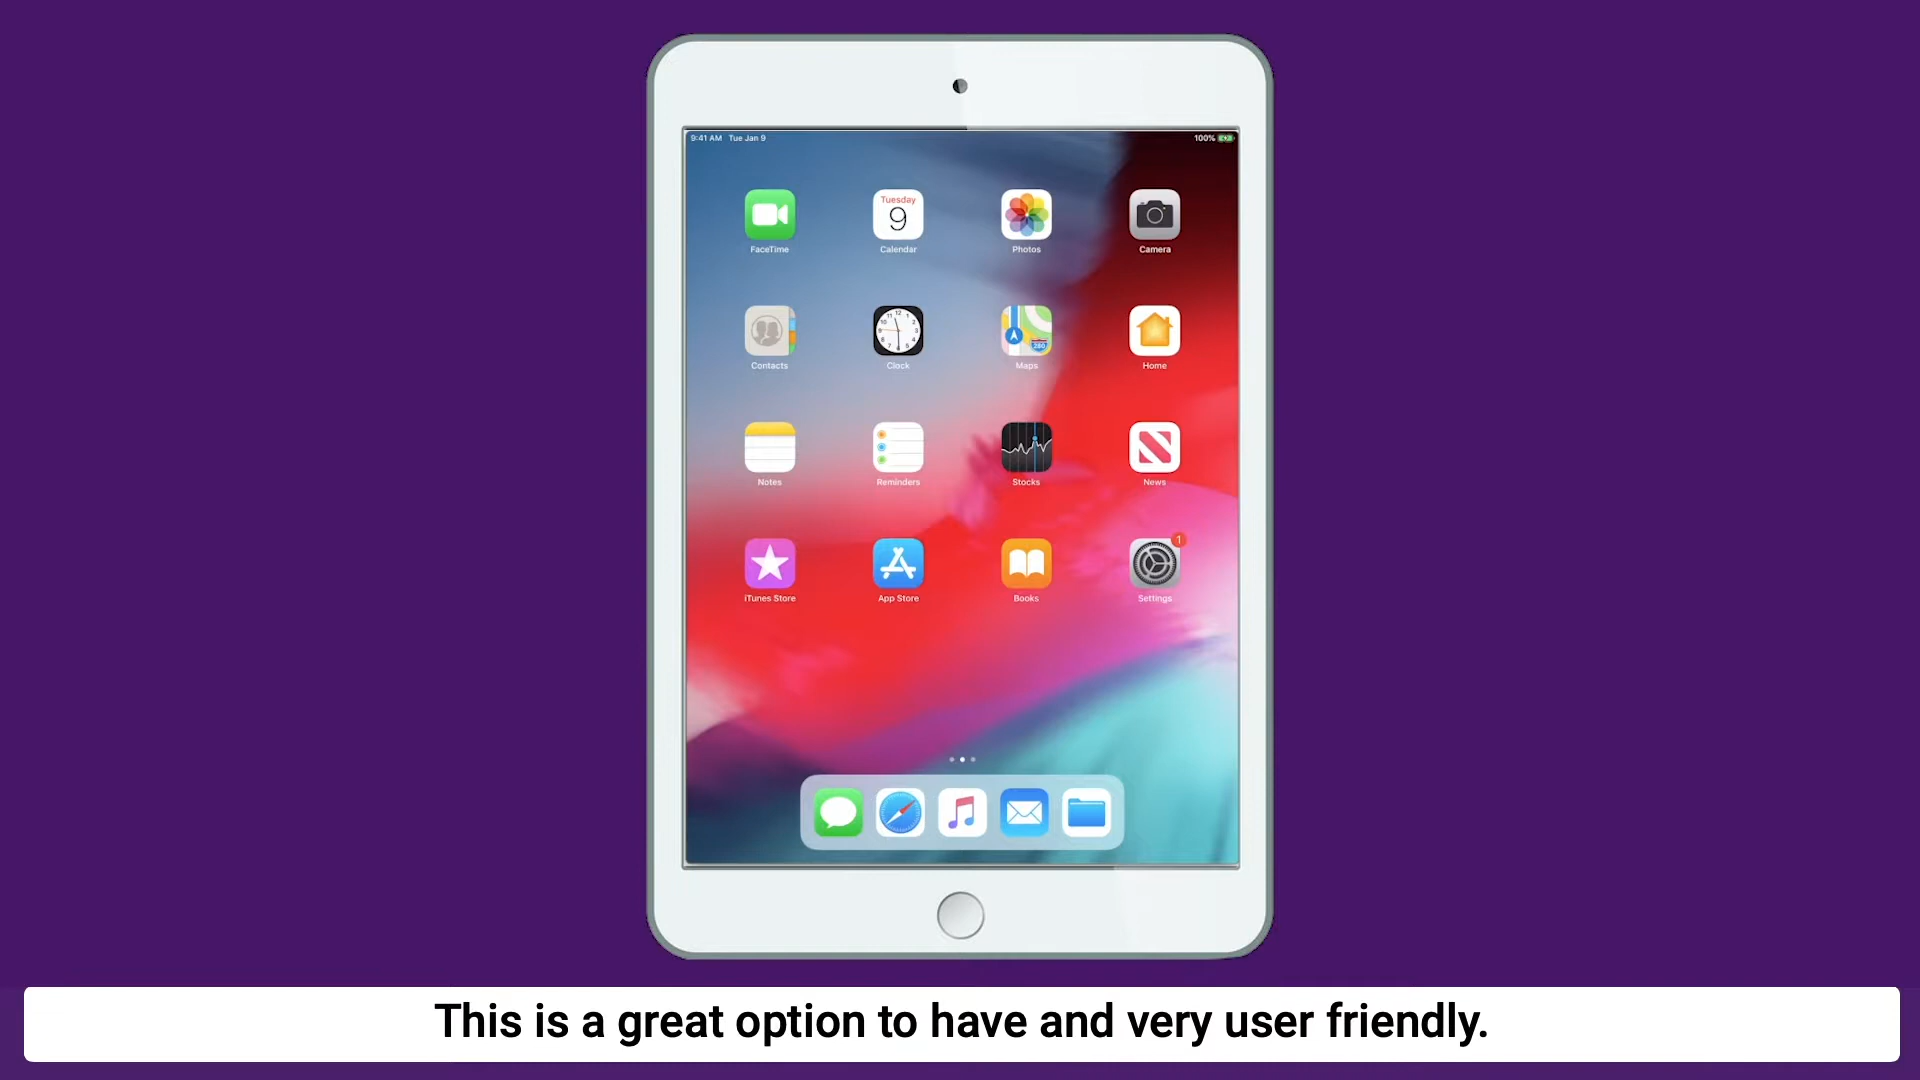 9:41 AM Tue Jan 9 100%
Tuesday
9
FaceTime Calendar Photos Camera
12
280
Contacts Clock Maps Home
Notes Reminders Stocks News
1
iTunes Store App Store Books Settings
This is a great option to have and very user friendly.